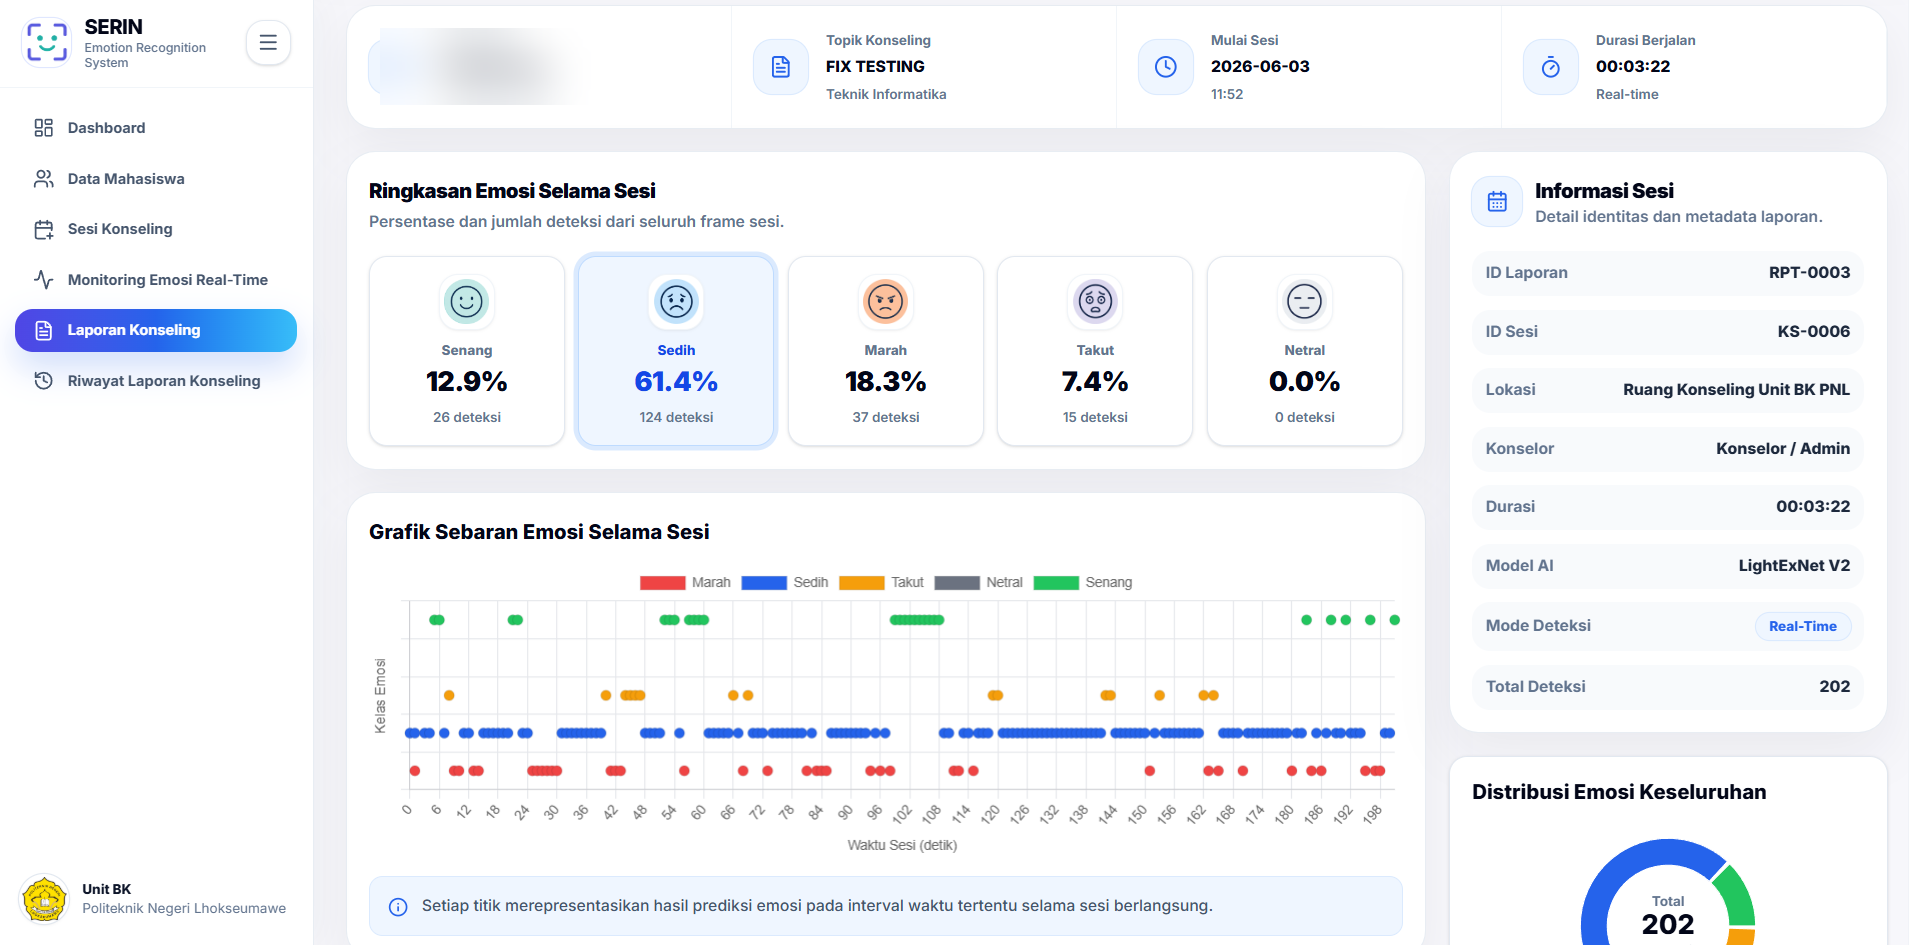 SERIN
Emotion Recognition
System
Dashboard
Data Mahasiswa
Sesi Konseling
Monitoring Emosi Real-Time
Laporan Konseling
Riwayat Laporan Konseling
Unit BK
Politeknik Negeri Lhokseumawe
Topik Konseling
FIX TESTING
Teknik Informatika
Mulai Sesi
2026-06-03
11:52
Durasi Berjalan
00:03:22
Real-time
Ringkasan Emosi Selama Sesi
Persentase dan jumlah deteksi dari seluruh frame sesi.
Senang
12.9%
26 deteksi
Sedih
61.4%
124 deteksi
Marah
18.3%
37 deteksi
Takut
7.4%
15 deteksi
Netral
0.0%
0 deteksi
Grafik Sebaran Emosi Selama Sesi
Marah Sedih Takut Netral Senang
Kelas Emosi
0 6 12 18 24 30 36 42 48 54 60 66 72 78 84 90 96 102 108 114 120 126 132 138 144 150 156 162 168 174 180 186 192 198
Waktu Sesi (detik)
Setiap titik merepresentasikan hasil prediksi emosi pada interval waktu tertentu selama sesi berlangsung.
Informasi Sesi
Detail identitas dan metadata laporan.
ID Laporan RPT-0003
ID Sesi KS-0006
Lokasi Ruang Konseling Unit BK PNL
Konselor Konselor / Admin
Durasi 00:03:22
Model AI LightExNet V2
Mode Deteksi Real-Time
Total Deteksi 202
Distribusi Emosi Keseluruhan
Total
202